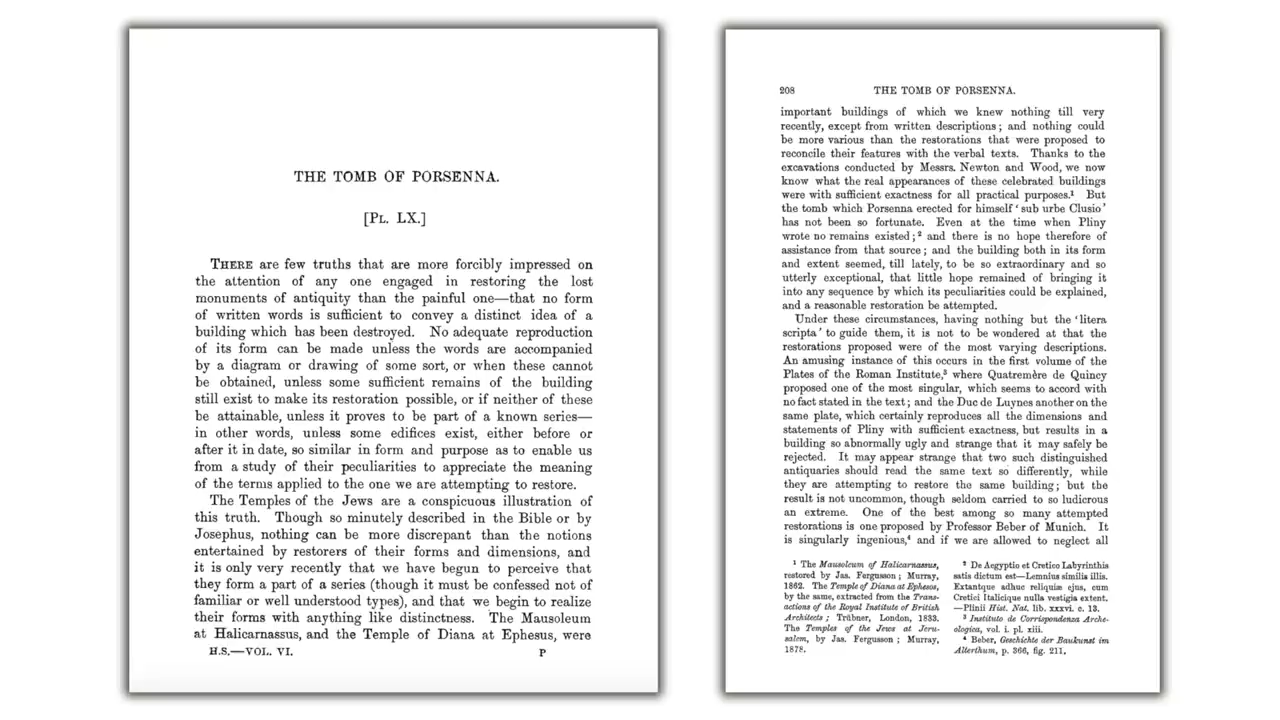 THE TOMB OF PORSENNA.
[PL. LX.]
THERE are few truths that are more forcibly impressed on
the attention of any one engaged in restoring the lost
monuments of antiquity than the painful one—that no form
of written words is sufficient to convey a distinct idea of a
building which has been destroyed. No adequate reproduction
of its form can be made unless the words are accompanied
by a diagram or drawing of some sort, or when these cannot
be obtained, unless some sufficient remains of the building
still exist to make its restoration possible, or if neither of these
be attainable, unless it proves to be part of a known series—
in other words, unless some edifices exist, either before or
after it in date, so similar in form and purpose as to enable us
from a study of their peculiarities to appreciate the meaning
of the terms applied to the one we are attempting to restore.
The Temples of the Jews are a conspicuous illustration of
this truth. Though so minutely described in the Bible or by
Josephus, nothing can be more discrepant than the notions
entertained by restorers of their forms and dimensions, and
it is only very recently that we have begun to perceive that
they form a part of a series (though it must be confessed not of
familiar or well understood types), and that we begin to realize
their forms with anything like distinctness. The Mausoleum
at Halicarnassus, and the Temple of Diana at Ephesus, were
H.S.—VOL. VI. P
208 THE TOMB OF PORSENNA.
important buildings of which we knew nothing till very
recently, except from written descriptions; and nothing could
be more various than the restorations that were proposed to
reconcile their features with the verbal texts. Thanks to the
excavations conducted by Messrs. Newton and Wood, we now
know what the real appearances of these celebrated buildings
were with sufficient exactness for all practical purposes.¹ But
the tomb which Porsenna erected for himself 'sub urbe Clusio'
has not been so fortunate. Even at the time when Pliny
wrote no remains existed;² and there is no hope therefore of
assistance from that source; and the building both in its form
and extent seemed, till lately, to be so extraordinary and so
utterly exceptional, that little hope remained of bringing it
into any sequence by which its peculiarities could be explained,
and a reasonable restoration be attempted.
Under these circumstances, having nothing but the 'litera
scripta' to guide them, it is not to be wondered at that the
restorations proposed were of the most varying descriptions.
An amusing instance of this occurs in the first volume of the
Plates of the Roman Institute,³ where Quatremère de Quincy
proposed one of the most singular, which seems to accord with
no fact stated in the text; and the Duc de Luynes another on the
same plate, which certainly reproduces all the dimensions and
statements of Pliny with sufficient exactness, but results in a
building so abnormally ugly and strange that it may safely be
rejected. It may appear strange that two such distinguished
antiquaries should read the same text so differently, while
they are attempting to restore the same building; but the
result is not uncommon, though seldom carried to so ludicrous
an extreme. One of the best among so many attempted
restorations is one proposed by Professor Beber of Munich. It
is singularly ingenious,⁴ and if we are allowed to neglect all
¹ The Mausoleum of Halicarnassus,
restored by Jas. Fergusson; Murray,
1862. The Temple of Diana at Ephesos,
by the same, extracted from the Trans-
actions of the Royal Institute of British
Architects; Trübner, London, 1833.
The Temples of the Jews at Jeru-
salem, by Jas. Fergusson; Murray,
1878.
² De Aegyptio et Cretico Labyrinthis
satis dictum est—Lemnius similis illis.
Extantque adhuc reliquiæ ejus, cum
Cretici Italicique nulla vestigia extent.
—Plinii Hist. Nat. lib. xxxvi. c. 13.
³ Instituto de Corrispondenza Arche-
ologica, vol. i. pl. xiii.
⁴ Beber, Geschichte der Baukunst im
Alterthum, p. 366, fig. 211.